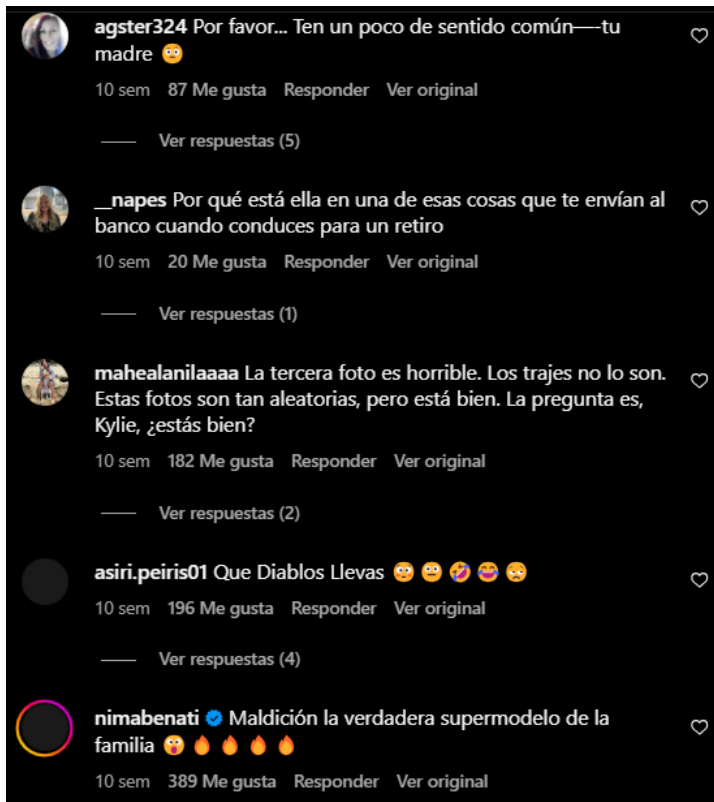 agster324 Por favor... Ten un poco de sentido común—-tu
madre 😳
10 sem 87 Me gusta Responder Ver original
Ver respuestas (5)
__napes Por qué está ella en una de esas cosas que te envían al
banco cuando conduces para un retiro
10 sem 20 Me gusta Responder Ver original
Ver respuestas (1)
mahealanilaaaa La tercera foto es horrible. Los trajes no lo son.
Estas fotos son tan aleatorias, pero está bien. La pregunta es,
Kylie, ¿estás bien?
10 sem 182 Me gusta Responder Ver original
Ver respuestas (2)
asiri.peiris01 Que Diablos Llevas 😳 😐 🤣 😂 😒
10 sem 196 Me gusta Responder Ver original
Ver respuestas (4)
nimabenati Maldición la verdadera supermodelo de la
familia 😲 🔥 🔥 🔥 🔥
10 sem 389 Me gusta Responder Ver original